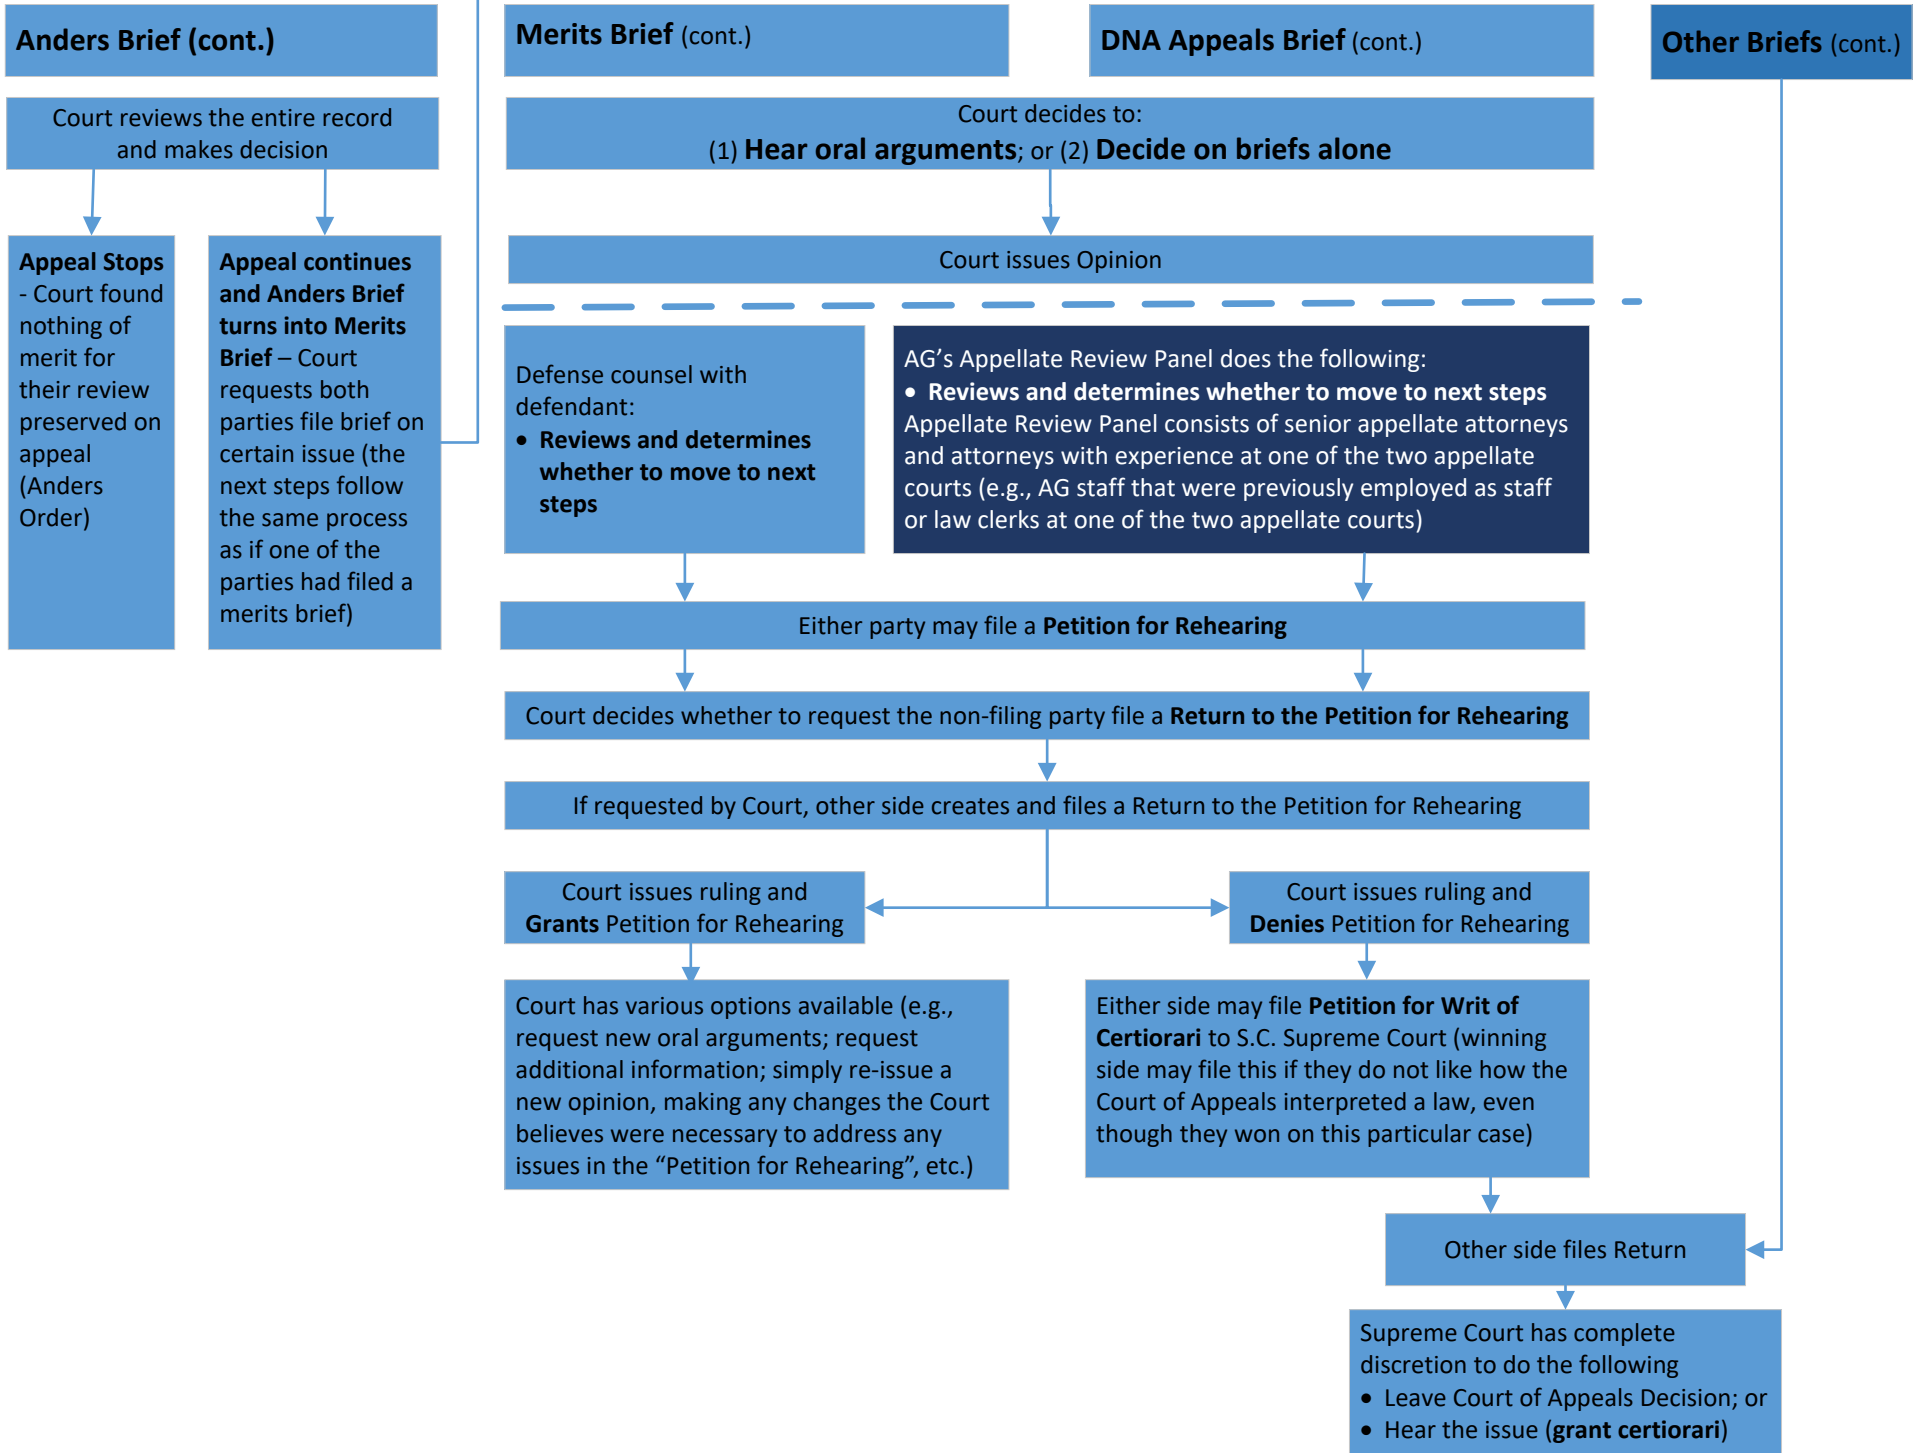 Anders Brief (cont.)
Merits Brief (cont.)
DNA Appeals Brief (cont.)
Other Briefs (cont.)
Court reviews the entire record
and makes decision
Court decides to:
(1) Hear oral arguments; or (2) Decide on briefs alone
Appeal Stops
- Court found
nothing of
merit for
their review
preserved on
appeal
(Anders
Order)
Appeal continues
and Anders Brief
turns into Merits
Brief – Court
requests both
parties file brief on
certain issue (the
next steps follow
the same process
as if one of the
parties had filed a
merits brief)
Court issues Opinion
Defense counsel with
defendant:
• Reviews and determines
whether to move to next
steps
AG’s Appellate Review Panel does the following:
• Reviews and determines whether to move to next steps
Appellate Review Panel consists of senior appellate attorneys
and attorneys with experience at one of the two appellate
courts (e.g., AG staff that were previously employed as staff
or law clerks at one of the two appellate courts)
Either party may file a Petition for Rehearing
Court decides whether to request the non-filing party file a Return to the Petition for Rehearing
If requested by Court, other side creates and files a Return to the Petition for Rehearing
Court issues ruling and
Grants Petition for Rehearing
Court issues ruling and
Denies Petition for Rehearing
Court has various options available (e.g.,
request new oral arguments; request
additional information; simply re-issue a
new opinion, making any changes the Court
believes were necessary to address any
issues in the “Petition for Rehearing”, etc.)
Either side may file Petition for Writ of
Certiorari to S.C. Supreme Court (winning
side may file this if they do not like how the
Court of Appeals interpreted a law, even
though they won on this particular case)
Other side files Return
Supreme Court has complete
discretion to do the following
• Leave Court of Appeals Decision; or
• Hear the issue (grant certiorari)